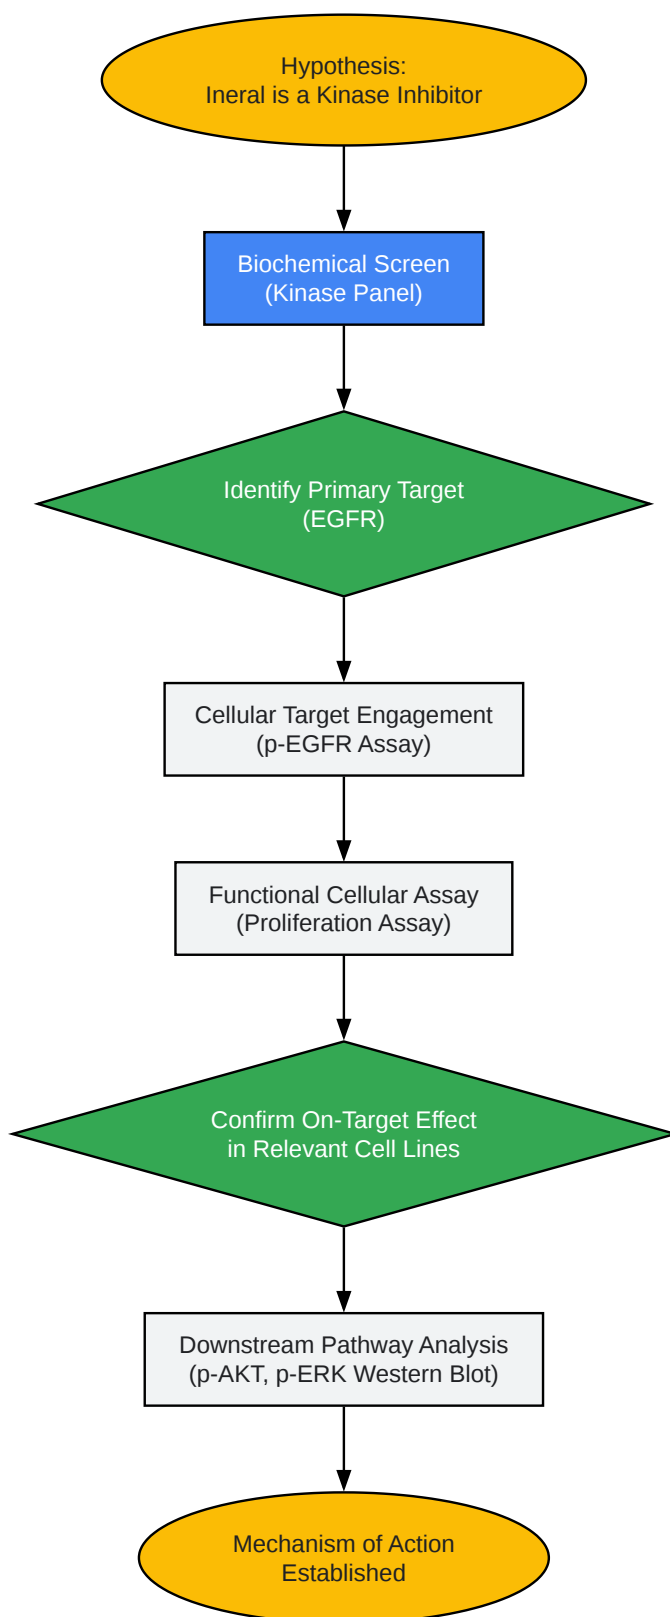 Hypothesis:
Ineral is a Kinase Inhibitor
Biochemical Screen
(Kinase Panel)
Identify Primary Target
(EGFR)
Cellular Target Engagement
(p-EGFR Assay)
Functional Cellular Assay
(Proliferation Assay)
Confirm On-Target Effect
in Relevant Cell Lines
Downstream Pathway Analysis
(p-AKT, p-ERK Western Blot)
Mechanism of Action
Established